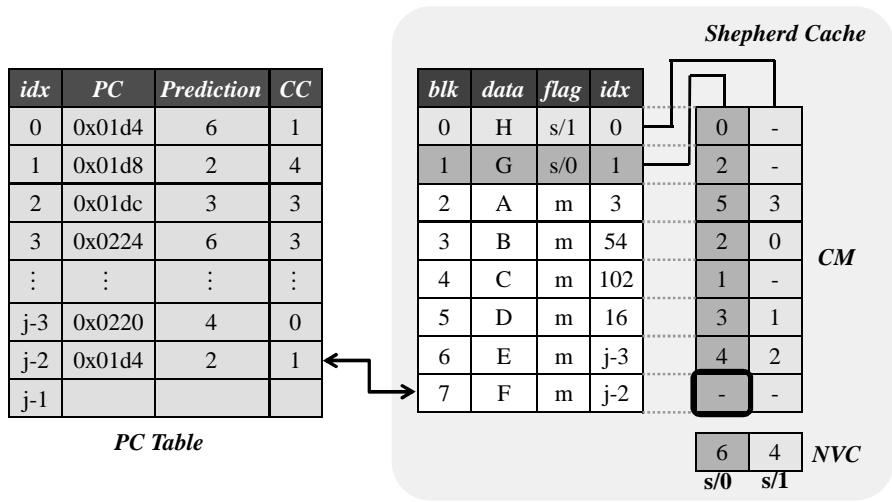 Shepherd Cache
idx PC Prediction CC
0 0x01d4 6 1
1 0x01d8 2 4
2 0x01dc 3 3
3 0x0224 6 3
⋮ ⋮ ⋮ ⋮
j-3 0x0220 4 0
j-2 0x01d4 2 1
j-1
PC Table
blk data flag idx
0 H s/1 0 0 -
1 G s/0 1 2 -
2 A m 3 5 3
3 B m 54 2 0
4 C m 102 1 -
5 D m 16 3 1
6 E m j-3 4 2
7 F m j-2 - -
CM
6 4 NVC
s/0 s/1